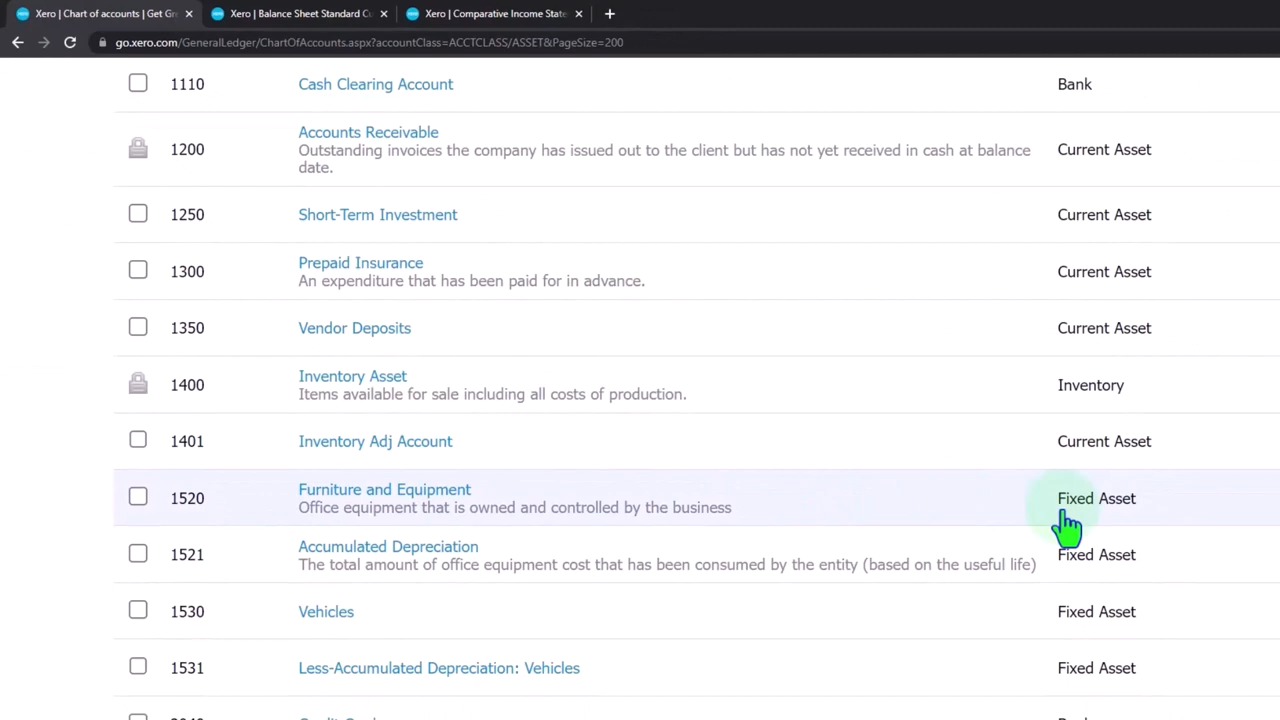 Xero | Chart of accounts | Get Gr
Xero | Balance Sheet Standard Cu
Xero | Comparative Income State
go.xero.com/GeneralLedger/ChartOfAccounts.aspx?accountClass=ACCTCLASS/ASSET&PageSize=200
1110 Cash Clearing Account Bank
Accounts Receivable
1200 Outstanding invoices the company has issued out to the client but has not yet received in cash at balance Current Asset
date.
1250 Short-Term Investment Current Asset
Prepaid Insurance
1300 An expenditure that has been paid for in advance. Current Asset
1350 Vendor Deposits Current Asset
Inventory Asset
1400 Items available for sale including all costs of production. Inventory
1401 Inventory Adj Account Current Asset
Furniture and Equipment
1520 Office equipment that is owned and controlled by the business Fixed Asset
Accumulated Depreciation
1521 The total amount of office equipment cost that has been consumed by the entity (based on the useful life) Fixed Asset
1530 Vehicles Fixed Asset
1531 Less-Accumulated Depreciation: Vehicles Fixed Asset